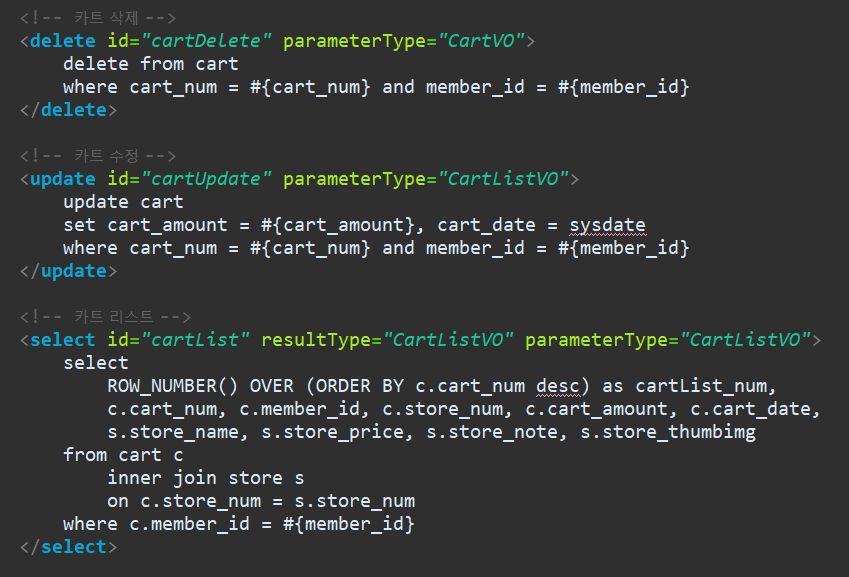 <!-- 카트 삭제 -->
<delete id="cartDelete" parameterType="CartVO">
delete from cart
where cart_num = #{cart_num} and member_id = #{member_id}
</delete>
<!-- 카트 수정 -->
<update id="cartUpdate" parameterType="CartListVO">
update cart
set cart_amount = #{cart_amount}, cart_date = sysdate
where cart_num = #{cart_num} and member_id = #{member_id}
</update>
<!-- 카트 리스트 -->
<select id="cartList" resultType="CartListVO" parameterType="CartListVO">
select
ROW_NUMBER() OVER (ORDER BY c.cart_num desc) as cartList_num,
c.cart_num, c.member_id, c.store_num, c.cart_amount, c.cart_date,
s.store_name, s.store_price, s.store_note, s.store_thumbimg
from cart c
inner join store s
on c.store_num = s.store_num
where c.member_id = #{member_id}
</select>